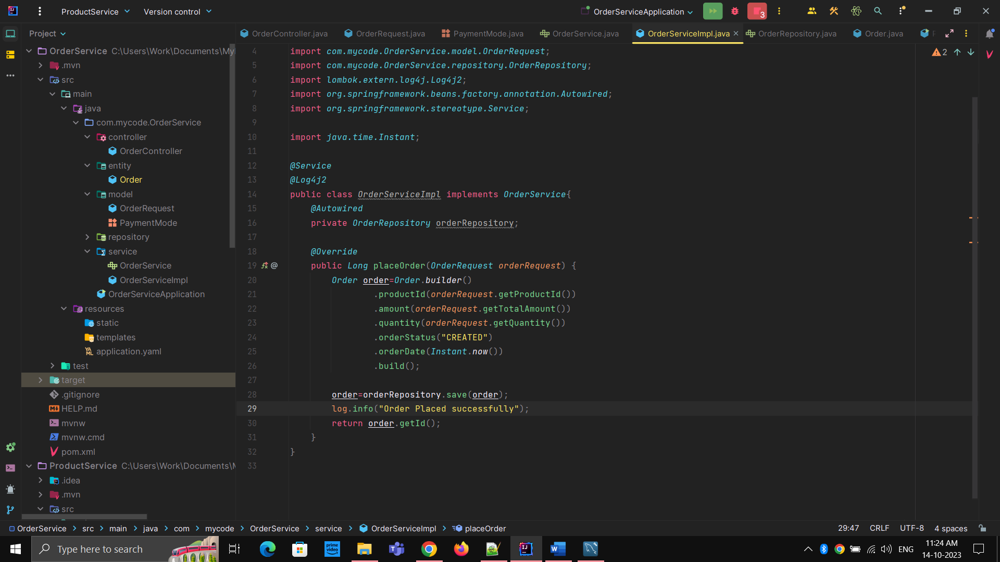 ProductService Version control OrderServiceApplication 3
Project
OrderController.java OrderRequest.java PaymentMode.java OrderService.java OrderServiceImpl.java OrderRepository.java Order.java
2
OrderService C:\Users\Work\Documents\My
.mvn
src
main
java
com.mycode.OrderService
controller
OrderController
entity
Order
model
OrderRequest
PaymentMode
repository
service
OrderService
OrderServiceImpl
OrderServiceApplication
resources
static
templates
application.yaml
test
target
.gitignore
HELP.md
mvnw
mvnw.cmd
pom.xml
ProductService C:\Users\Work\Documents\
.idea
.mvn
src
4 import com.mycode.OrderService.model.OrderRequest;
5 import com.mycode.OrderService.repository.OrderRepository;
6 import lombok.extern.log4j.Log4j2;
7 import org.springframework.beans.factory.annotation.Autowired;
8 import org.springframework.stereotype.Service;
9
10 import java.time.Instant;
11
12 @Service
13 @Log4j2
14 public class OrderServiceImpl implements OrderService{
15 @Autowired
16 private OrderRepository orderRepository;
17
18 @Override
19 public Long placeOrder(OrderRequest orderRequest) {
20 Order order=Order.builder()
21 .productId(orderRequest.getProductId())
22 .amount(orderRequest.getTotalAmount())
23 .quantity(orderRequest.getQuantity())
24 .orderStatus("CREATED")
25 .orderDate(Instant.now())
26 .build();
27
28 order=orderRepository.save(order);
29 log.info("Order Placed successfully");
30 return order.getId();
31 }
32 }
33
OrderService > src > main > java > com > mycode > OrderService > service > OrderServiceImpl > placeOrder 29:47 CRLF UTF-8 4 spaces
Type here to search prime video ENG 11:24 AM
14-10-2023